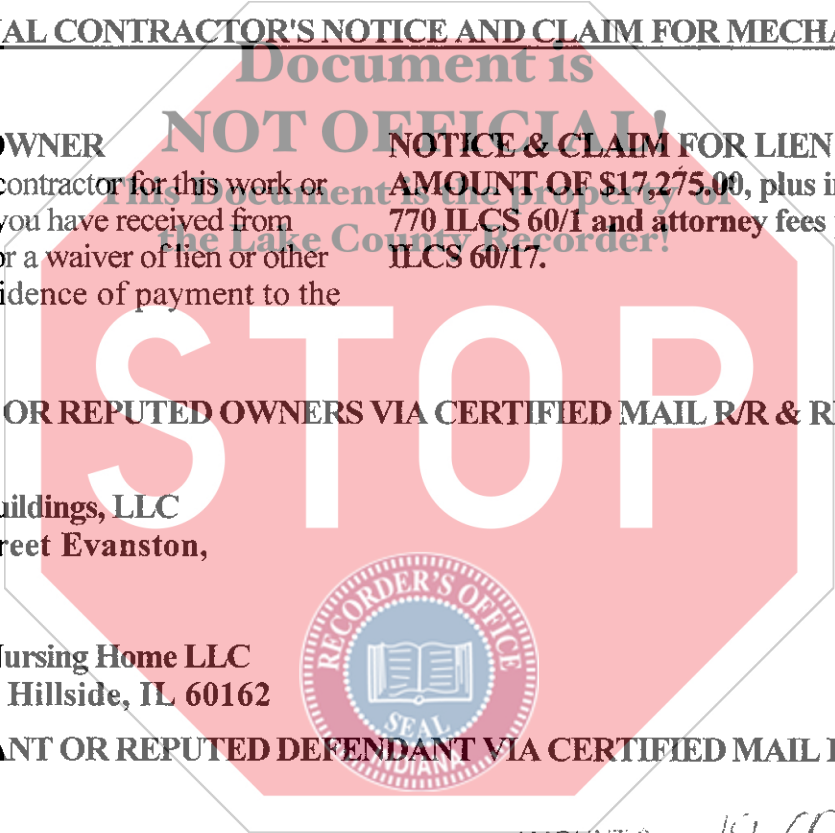 AL CONTRACTOR'S NOTICE AND CLAIM FOR MECHA
Document is
NOT OFFICIAL!
This Document is the property of
the Lake County Recorder!
OWNER
contractor for this work or
you have received from
or a waiver of lien or other
idence of payment to the
NOTICE & CLAIM FOR LIEN
AMOUNT OF $17,275.00, plus i
770 ILCS 60/1 and attorney fees
ILCS 60/17.
STOP
OR REPUTED OWNERS VIA CERTIFIED MAIL R/R & R
uildings, LLC
reet Evanston,
Nursing Home LLC
Hillside, IL 60162
RECORDER'S OFFICE
SEAL
INDIANA
ANT OR REPUTED DEFENDANT VIA CERTIFIED MAIL